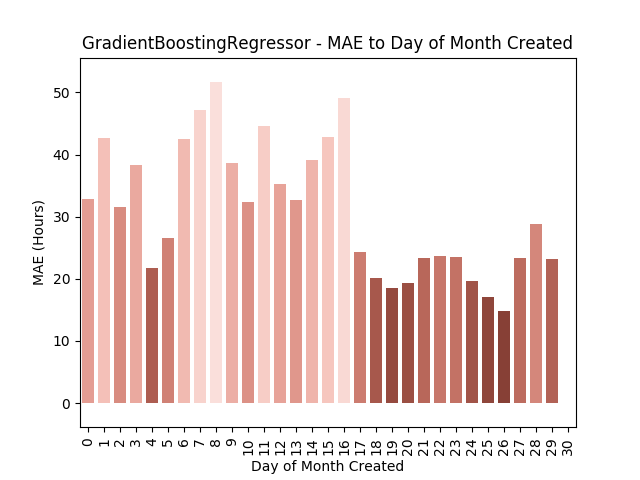 GradientBoostingRegressor - MAE to Day of Month Created
MAE (Hours)
50
40
30
20
10
0
0 1 2 3 4 5 6 7 8 9 10 11 12 13 14 15 16 17 18 19 20 21 22 23 24 25 26 27 28 29 30
Day of Month Created